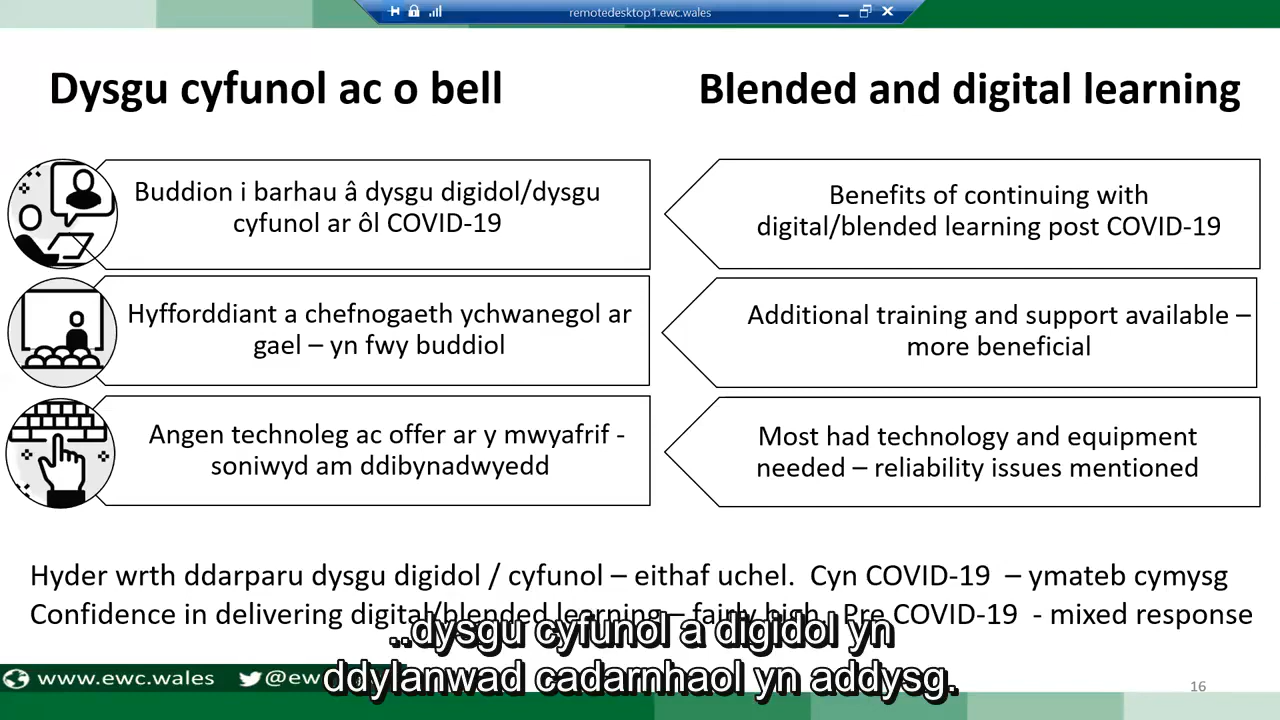 remotedesktop1.ewc.wales
Dysgu cyfunol ac o bell
Blended and digital learning
Buddion i barhau â dysgu digidol/dysgu
cyfunol ar ôl COVID-19
Benefits of continuing with
digital/blended learning post COVID-19
Hyfforddiant a chefnogaeth ychwanegol ar
gael – yn fwy buddiol
Additional training and support available –
more beneficial
Angen technoleg ac offer ar y mwyafrif -
soniwyd am ddibynadwyedd
Most had technology and equipment
needed – reliability issues mentioned
Hyder wrth ddarparu dysgu digidol / cyfunol – eithaf uchel. Cyn COVID-19 – ymateb cymysg
Confidence in delivering digital/blended learning – fairly high. Pre COVID-19 - mixed response
..dysgu cyfunol a digidol yn
ddylanwad cadarnhaol yn addysg.
www.ewc.wales
16